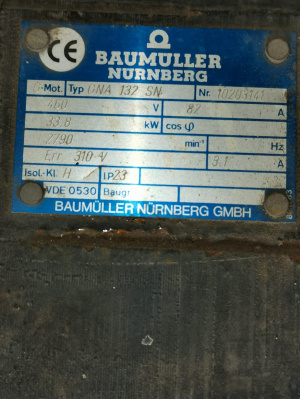 CE
BAUMÜLLER
NÜRNBERG
-Mot. Typ GNA 132 SN Nr.
460 V 82 A
33.6 kW cos φ
2790 min⁻¹ Hz
Err 310 V 3.1 A
Isol.-Kl. H I.P23
VDE 0530 Baugr.
BAUMÜLLER NÜRNBERG GMBH